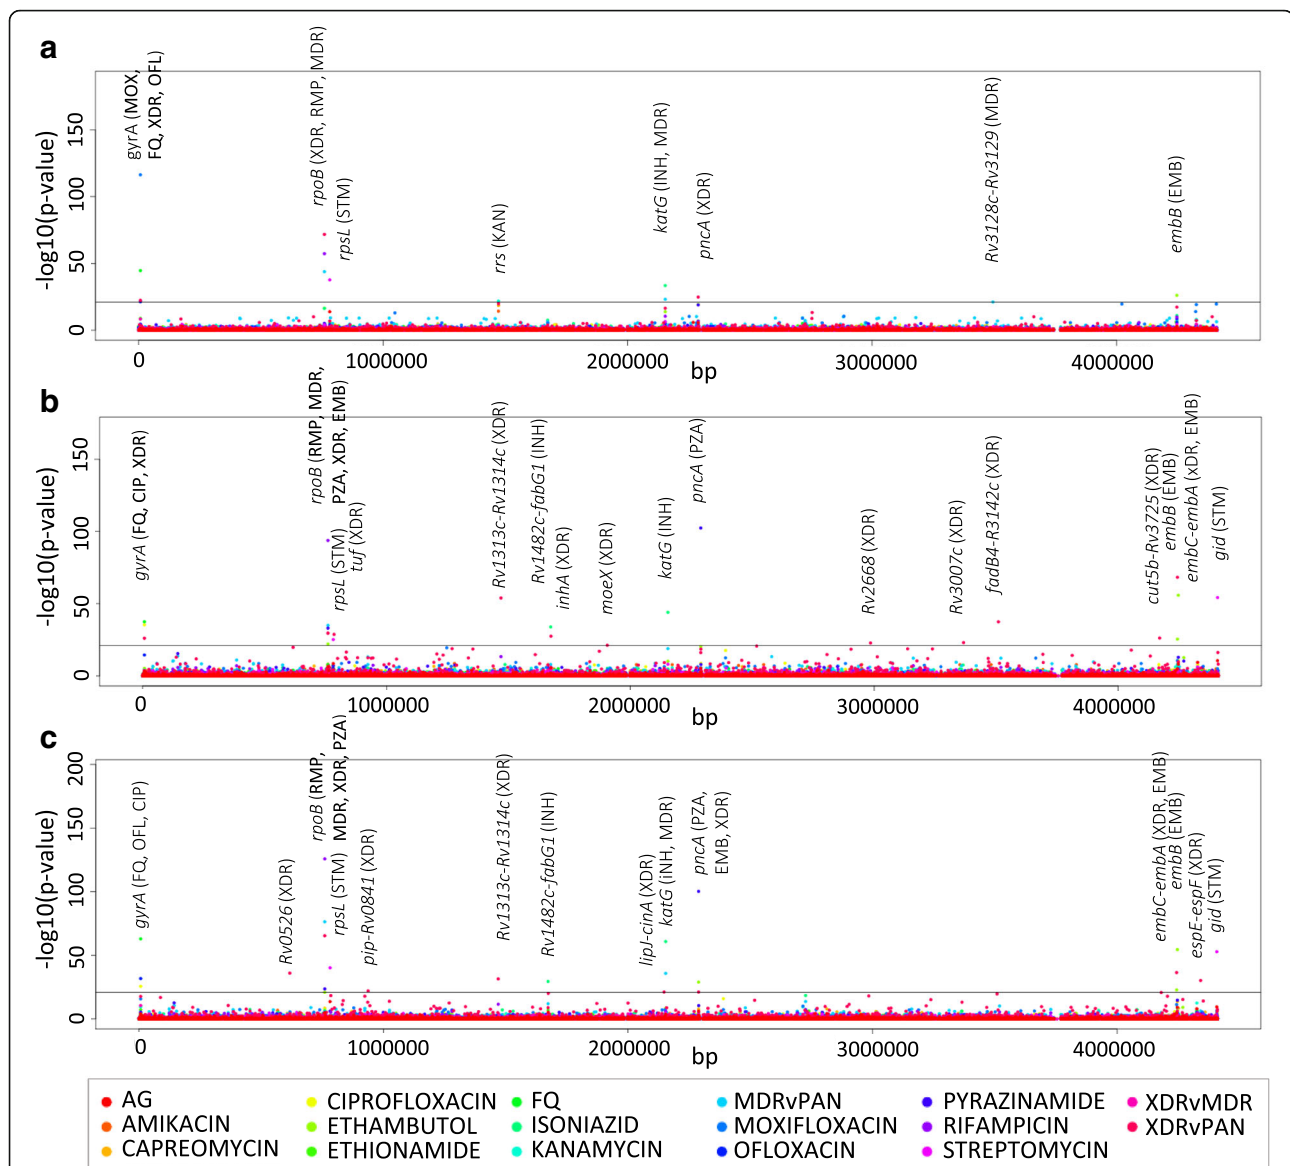 a
gyrA (MOX,
FQ, XDR, OFL)
rpoB (XDR, RMP, MDR)
rpsL (STM)
rrs (KAN)
katG (INH, MDR)
pncA (XDR)
Rv3128c-Rv3129 (MDR)
embB (EMB)
-log10(p-value)
150
100
50
0
0
1000000
2000000
3000000
4000000
bp
b
gyrA (FQ, CIP, XDR)
rpoB (RMP, MDR,
PZA, XDR, EMB)
rpsL (STM)
tuf (XDR)
Rv1313c-Rv1314c (XDR)
Rv1482c-fabG1 (INH)
inhA (XDR)
moeX (XDR)
katG (INH)
pncA (PZA)
Rv2668 (XDR)
Rv3007c (XDR)
fadB4-R3142c (XDR)
cut5b-Rv3725 (XDR)
embB (EMB)
embC-embA (xDR, EMB)
gid (STM)
-log10(p-value)
150
100
50
0
0
1000000
2000000
3000000
4000000
bp
c
gyrA (FQ, OFL, CIP)
Rv0526 (XDR)
rpoB (RMP,
MDR, XDR, PZA)
rpsL (STM)
pip-Rv0841 (XDR)
Rv1313c-Rv1314c (XDR)
Rv1482c-fabG1 (INH)
lipJ-cinA (XDR)
katG (iNH, MDR)
pncA (PZA,
EMB, XDR)
embC-embA (XDR, EMB)
embB (EMB)
espE-espF (XDR)
gid (STM)
-log10(p-value)
200
150
100
50
0
0
1000000
2000000
3000000
4000000
bp
AG
AMIKACIN
CAPREOMYCIN
CIPROFLOXACIN
ETHAMBUTOL
ETHIONAMIDE
FQ
ISONIAZID
KANAMYCIN
MDRvPAN
MOXIFLOXACIN
OFLOXACIN
PYRAZINAMIDE
RIFAMPICIN
STREPTOMYCIN
XDRvMDR
XDRvPAN